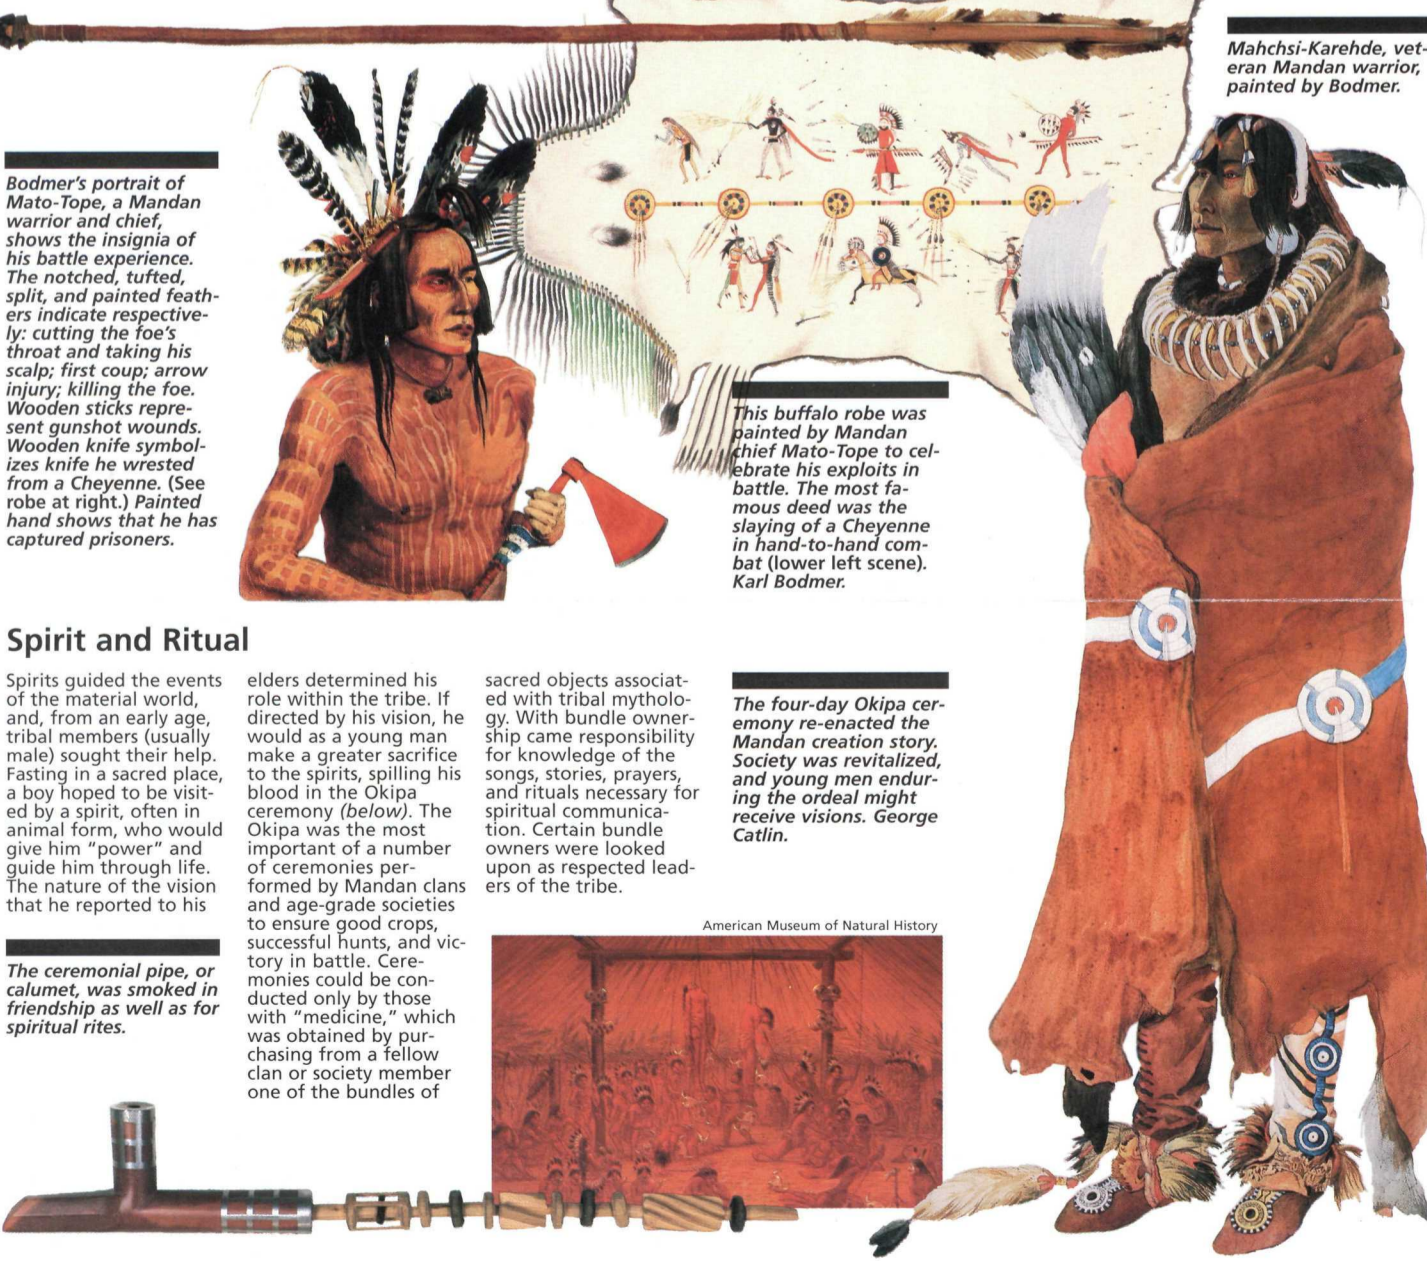 Mahchsi-Karehde, vet-
eran Mandan warrior,
painted by Bodmer.
Bodmer's portrait of
Mato-Tope, a Mandan
warrior and chief,
shows the insignia of
his battle experience.
The notched, tufted,
split, and painted feath-
ers indicate respective-
ly: cutting the foe's
throat and taking his
scalp; first coup; arrow
injury; killing the foe.
Wooden sticks repre-
sent gunshot wounds.
Wooden knife symbol-
izes knife he wrested
from a Cheyenne. (See
robe at right.) Painted
hand shows that he has
captured prisoners.
This buffalo robe was
painted by Mandan
chief Mato-Tope to cel-
ebrate his exploits in
battle. The most fa-
mous deed was the
slaying of a Cheyenne
in hand-to-hand com-
bat (lower left scene).
Karl Bodmer.
Spirit and Ritual
Spirits guided the events
of the material world,
and, from an early age,
tribal members (usually
male) sought their help.
Fasting in a sacred place,
a boy hoped to be visit-
ed by a spirit, often in
animal form, who would
give him "power" and
guide him through life.
The nature of the vision
that he reported to his
elders determined his
role within the tribe. If
directed by his vision, he
would as a young man
make a greater sacrifice
to the spirits, spilling his
blood in the Okipa
ceremony (below). The
Okipa was the most
important of a number
of ceremonies per-
formed by Mandan clans
and age-grade societies
to ensure good crops,
successful hunts, and vic-
tory in battle. Cere-
monies could be con-
ducted only by those
with "medicine," which
was obtained by pur-
chasing from a fellow
clan or society member
one of the bundles of
sacred objects associat-
ed with tribal mytholo-
gy. With bundle owner-
ship came responsibility
for knowledge of the
songs, stories, prayers,
and rituals necessary for
spiritual communica-
tion. Certain bundle
owners were looked
upon as respected lead-
ers of the tribe.
The four-day Okipa cer-
emony re-enacted the
Mandan creation story.
Society was revitalized,
and young men endur-
ing the ordeal might
receive visions. George
Catlin.
The ceremonial pipe, or
calumet, was smoked in
friendship as well as for
spiritual rites.
American Museum of Natural History